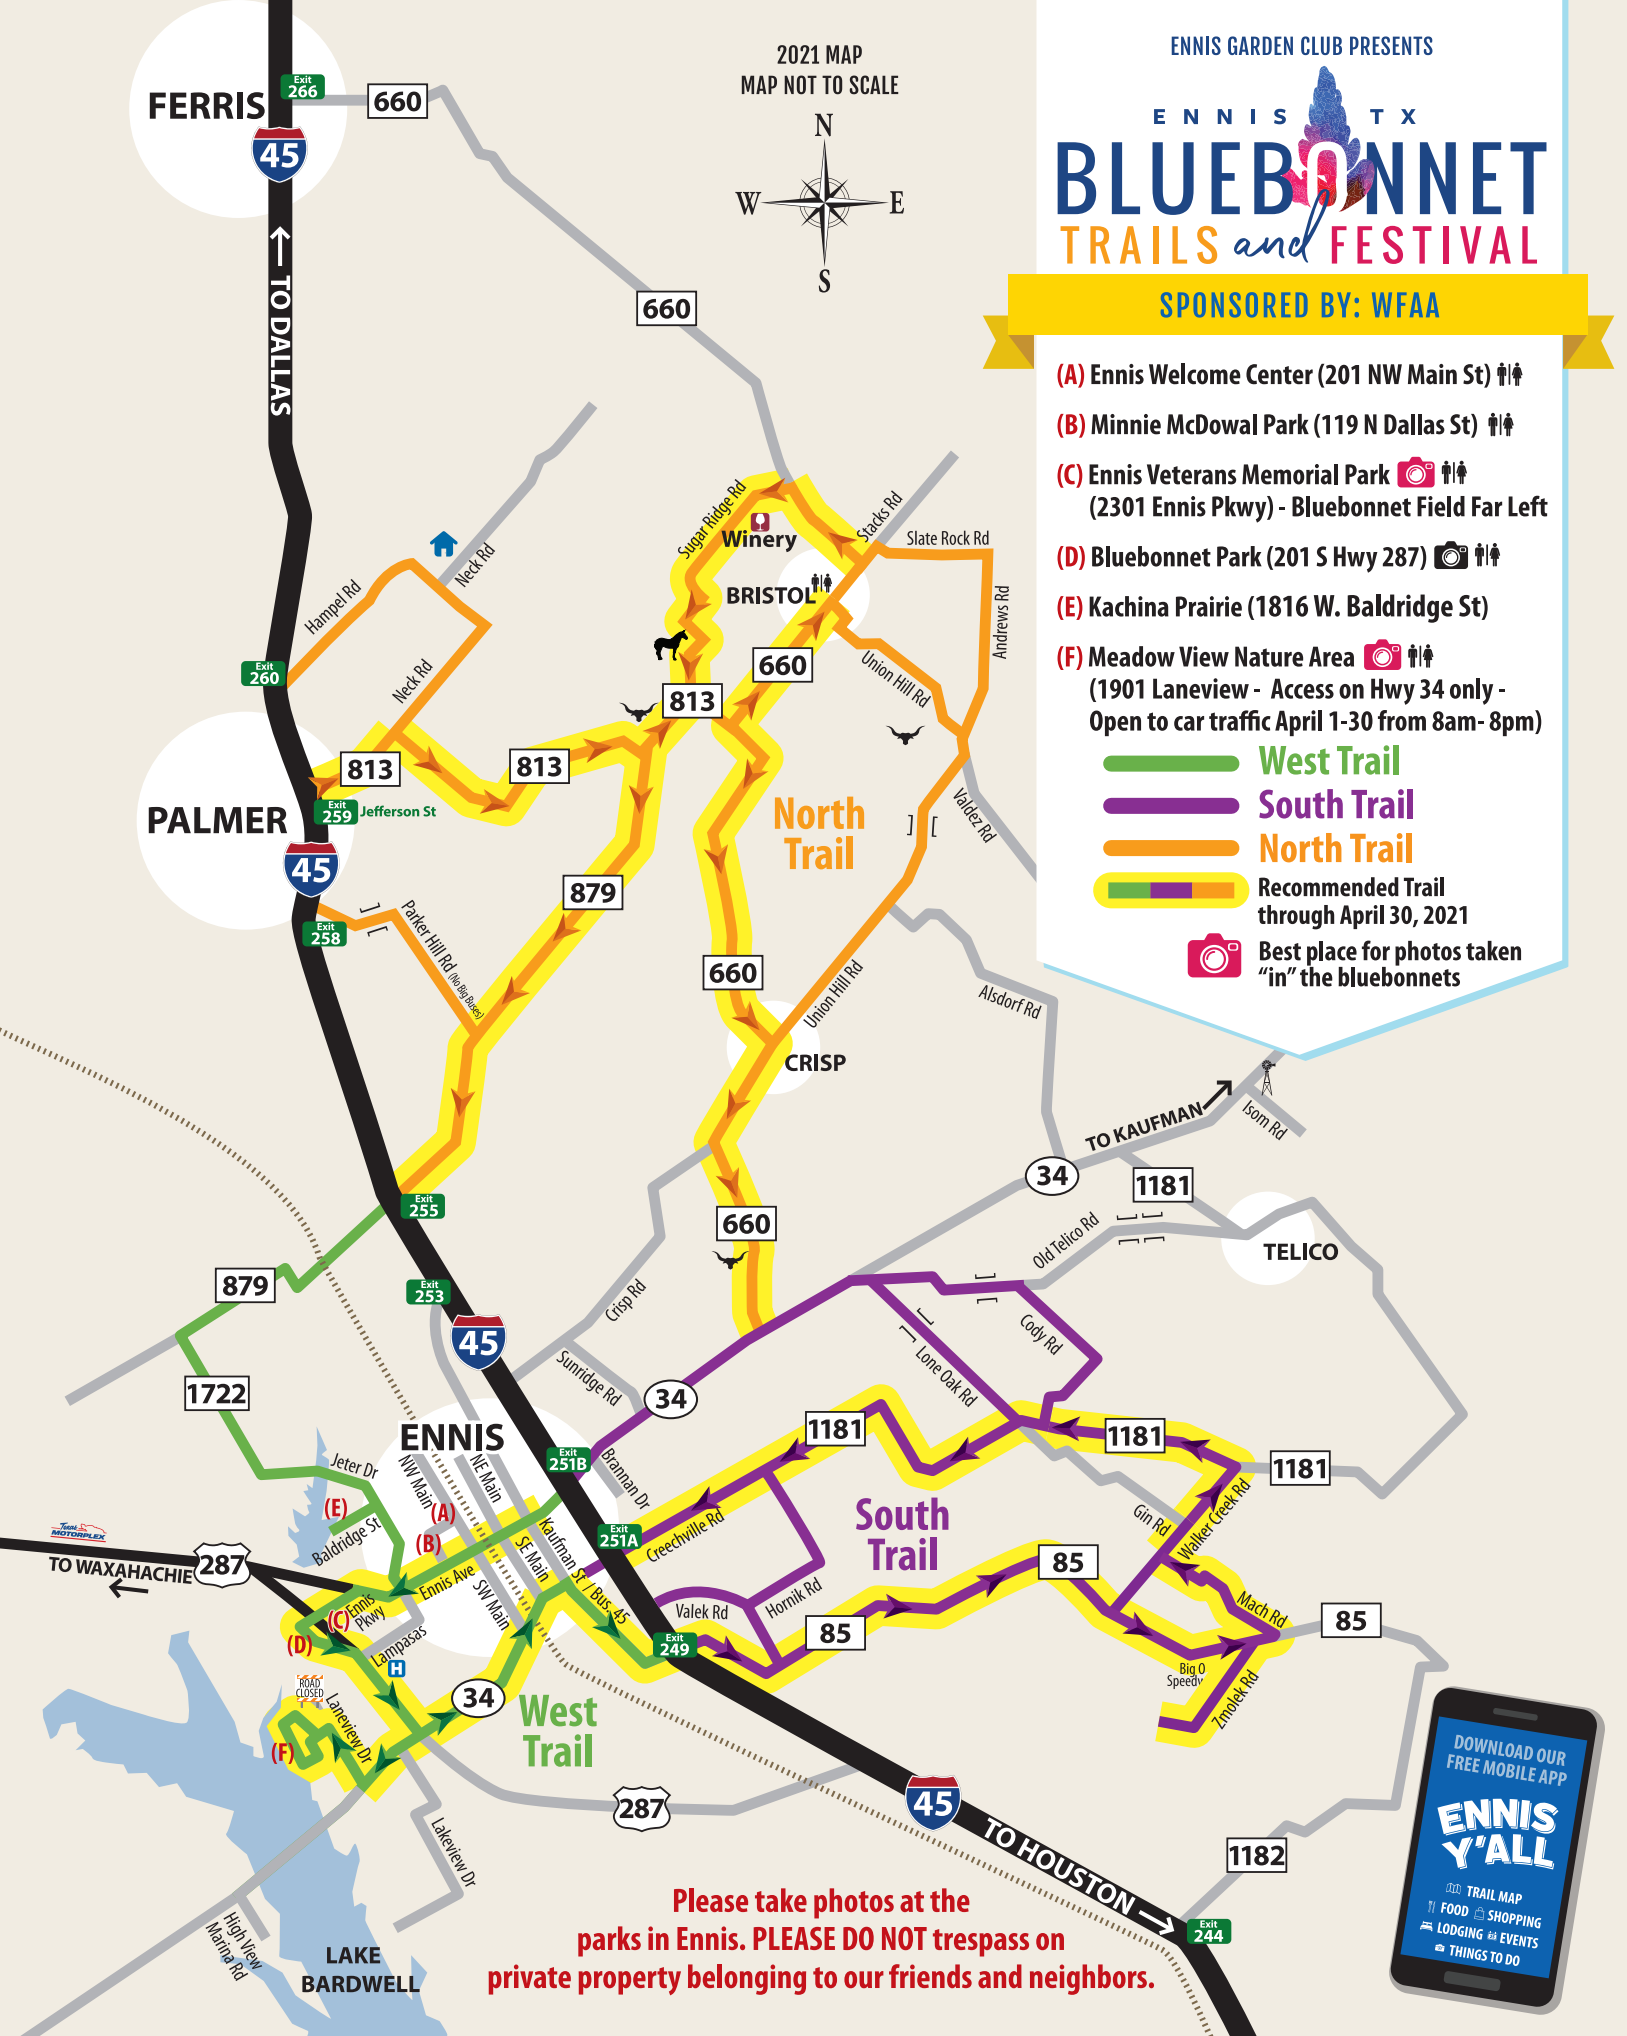 2021 MAP
MAP NOT TO SCALE
N
W
E
S
ENNIS GARDEN CLUB PRESENTS
ENNIS TX
BLUEBONNET
TRAILS and FESTIVAL
SPONSORED BY: WFAA
(A) Ennis Welcome Center (201 NW Main St)
(B) Minnie McDowal Park (119 N Dallas St)
(C) Ennis Veterans Memorial Park
(2301 Ennis Pkwy) - Bluebonnet Field Far Left
(D) Bluebonnet Park (201 S Hwy 287)
(E) Kachina Prairie (1816 W. Baldridge St)
(F) Meadow View Nature Area
(1901 Laneview - Access on Hwy 34 only -
Open to car traffic April 1-30 from 8am- 8pm)
West Trail
South Trail
North Trail
Recommended Trail
through April 30, 2021
Best place for photos taken
"in" the bluebonnets
FERRIS
Exit
266
660
45
TO DALLAS
660
Hampel Rd
Neck Rd
Neck Rd
Exit
260
Sugar Ridge Rd
Winery
BRISTOL
Stacks Rd
Slate Rock Rd
Andrews Rd
Union Hill Rd
660
813
813
813
PALMER
Exit
259
Jefferson St
45
Exit
258
Parker Hill Rd (No Big Buses)
879
North
Trail
Valdez Rd
660
Union Hill Rd
CRISP
Alsdorf Rd
TO KAUFMAN
Isom Rd
34
1181
Old Telico Rd
TELICO
Exit
255
660
879
Exit
253
45
Crisp Rd
Sunridge Rd
34
Cody Rd
Lone Oak Rd
1722
ENNIS
NW Main
NE Main
Exit
251B
Brannan Dr
1181
1181
1181
Jeter Dr
(E)
Baldridge St
(A)
(B)
Kaufman St / Bus. 45
SE Main
SW Main
Exit
251A
Creechville Rd
South
Trail
Gin Rd
Walker Creek Rd
Texas
MOTORPLEX
TO WAXAHACHIE
287
Ennis Ave
Ennis
Pkwy
(C)
(D)
Lampasas
H
Valek Rd
Hornik Rd
85
85
Mach Rd
85
Exit
249
Big O
Speedw
Zmolek Rd
ROAD
CLOSED
Laneview Dr
(F)
34
West
Trail
287
45
TO HOUSTON
1182
Exit
244
Lakeview Dr
High View
Marina Rd
LAKE
BARDWELL
Please take photos at the
parks in Ennis. PLEASE DO NOT trespass on
private property belonging to our friends and neighbors.
DOWNLOAD OUR
FREE MOBILE APP
ENNIS
Y'ALL
TRAIL MAP
FOOD SHOPPING
LODGING EVENTS
THINGS TO DO